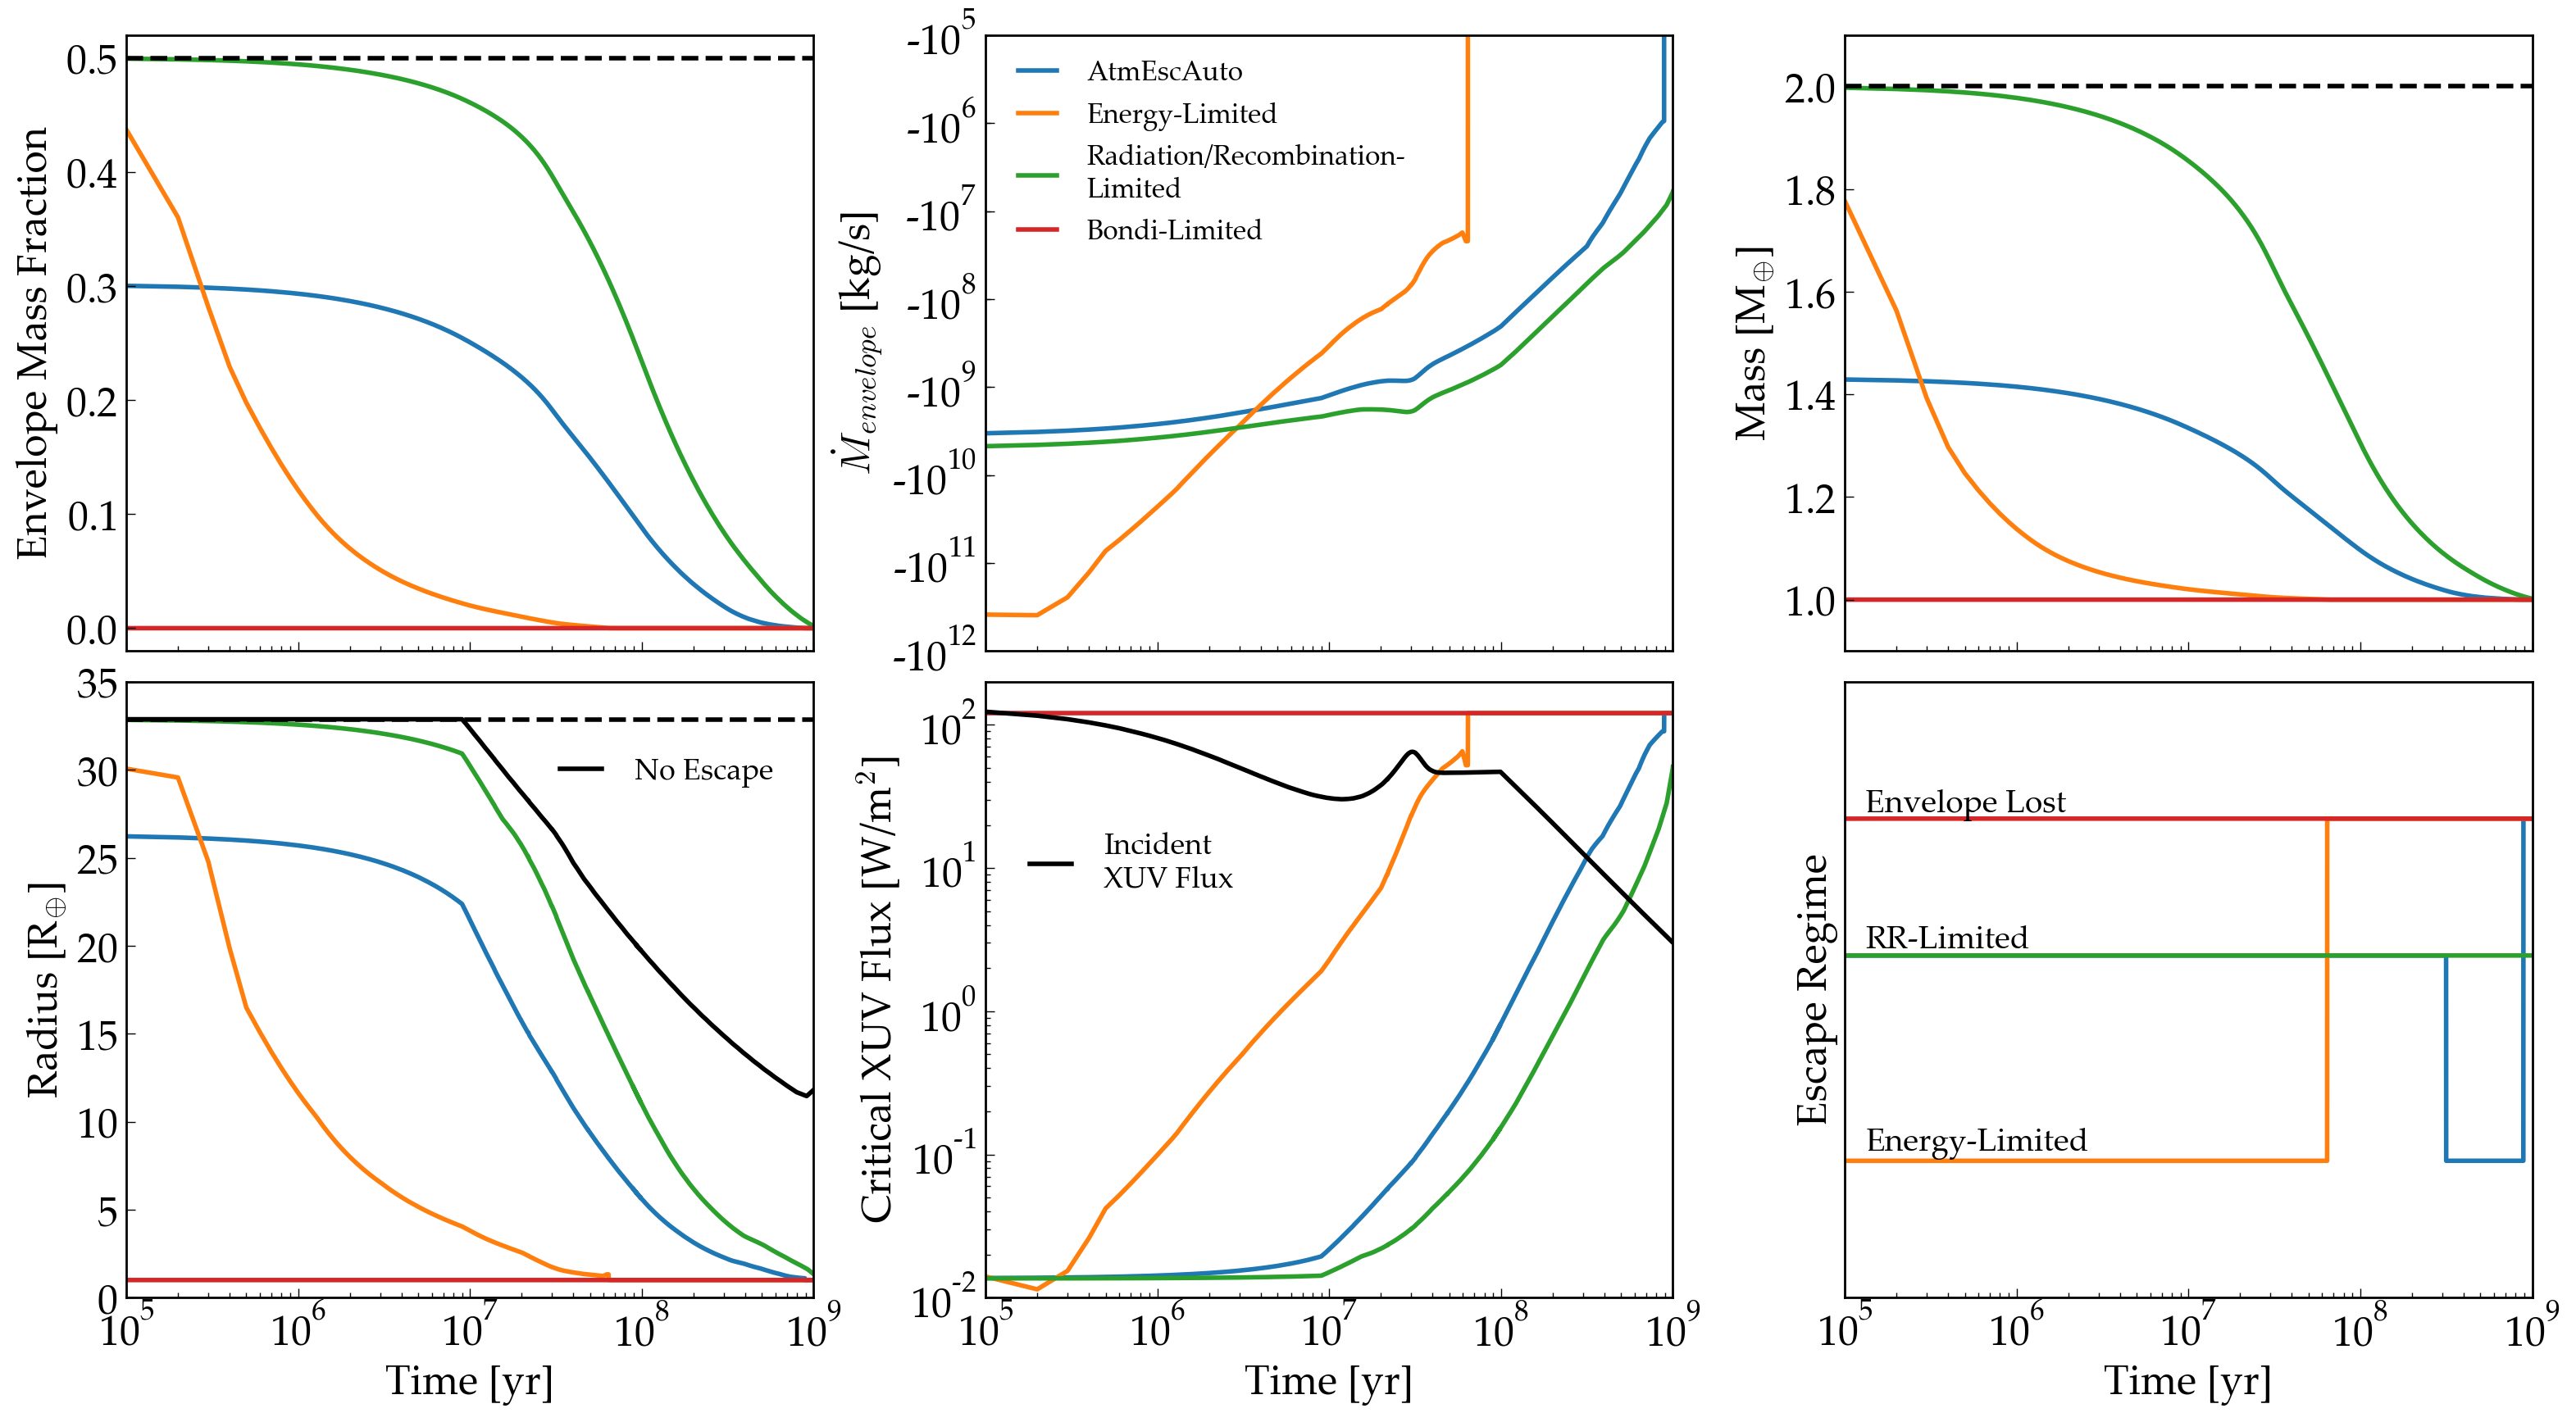 0.5
0.4
0.3
0.2
0.1
0.0
Envelope Mass Fraction
-10^5
-10^6
-10^7
-10^8
-10^9
-10^10
-10^11
-10^12
Ṁ_envelope [kg/s]
AtmEscAuto
Energy-Limited
Radiation/Recombination-
Limited
Bondi-Limited
2.0
1.8
1.6
1.4
1.2
1.0
Mass [M⊕]
35
30
25
20
15
10
5
0
Radius [R⊕]
No Escape
10^5 10^6 10^7 10^8 10^9
Time [yr]
10^2
10^1
10^0
10^-1
10^-2
Critical XUV Flux [W/m^2]
Incident
XUV Flux
10^5 10^6 10^7 10^8 10^9
Time [yr]
Escape Regime
Envelope Lost
RR-Limited
Energy-Limited
10^5 10^6 10^7 10^8 10^9
Time [yr]